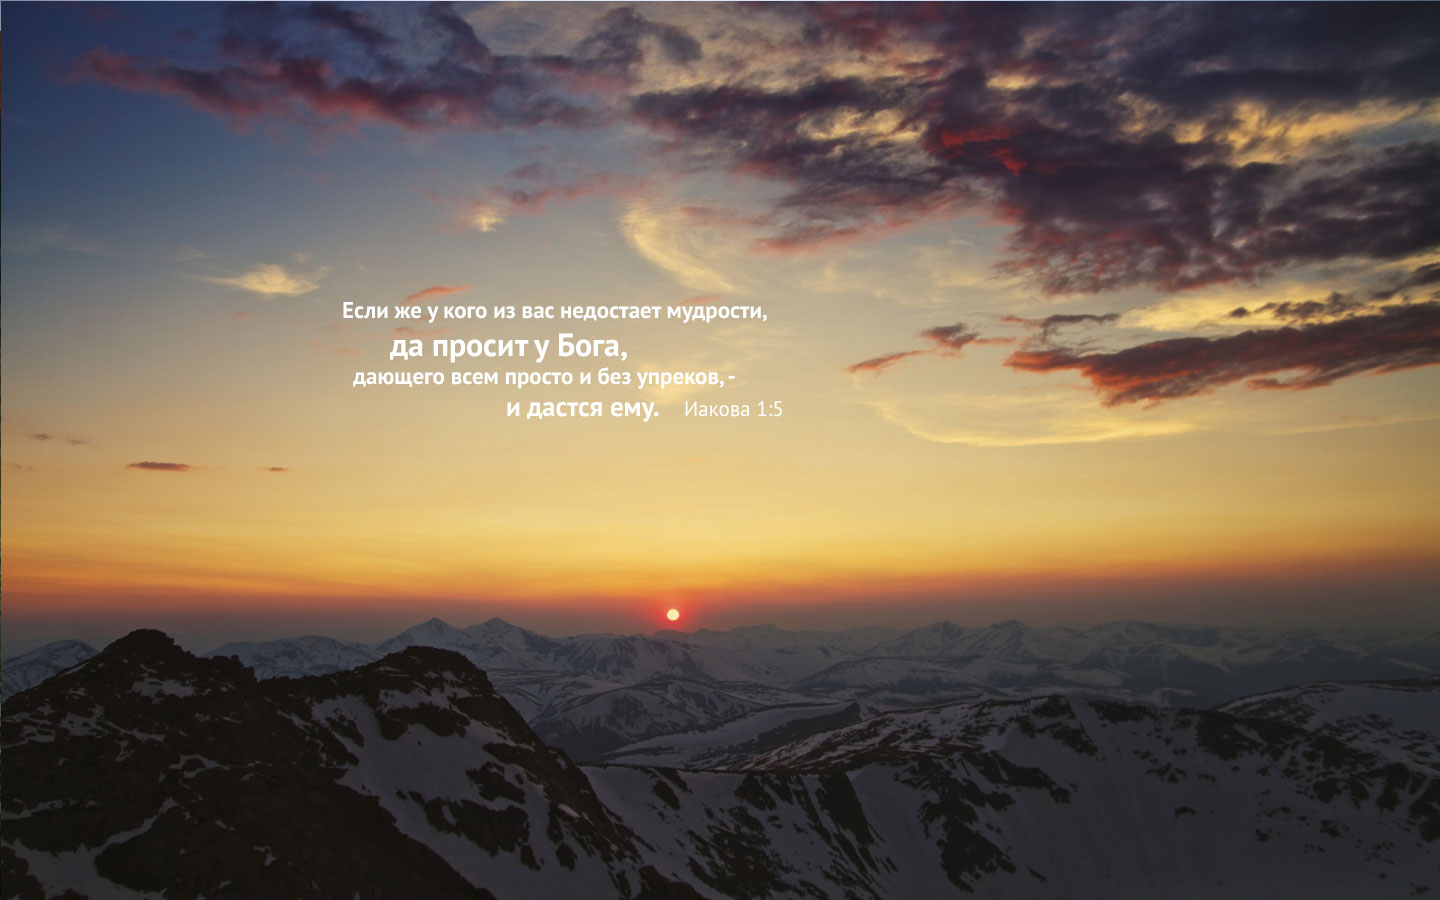 Если же у кого из вас недостает мудрости,
да просит у Бога,
дающего всем просто и без упреков, -
и дастся ему. Иакова 1:5